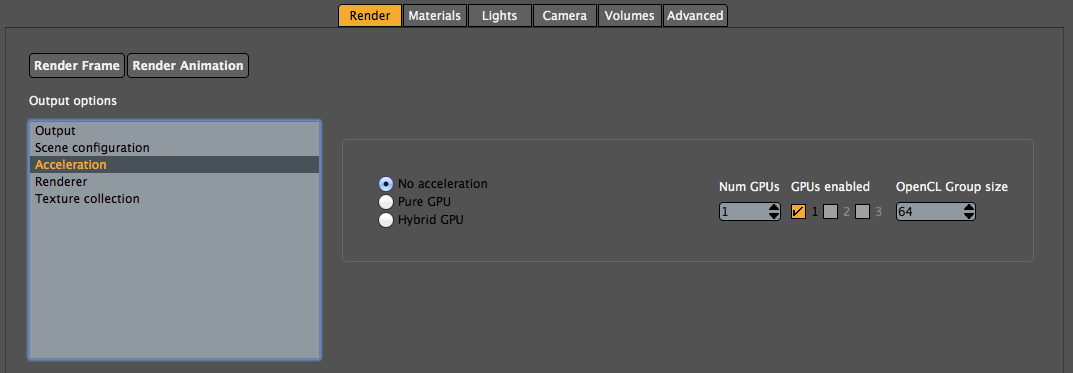 Render Materials Lights Camera Volumes Advanced
Render Frame Render Animation
Output options
Output
Scene configuration
Acceleration
Renderer
Texture collection
No acceleration
Pure GPU
Hybrid GPU
Num GPUs GPUs enabled OpenCL Group size
1 1 2 3 64